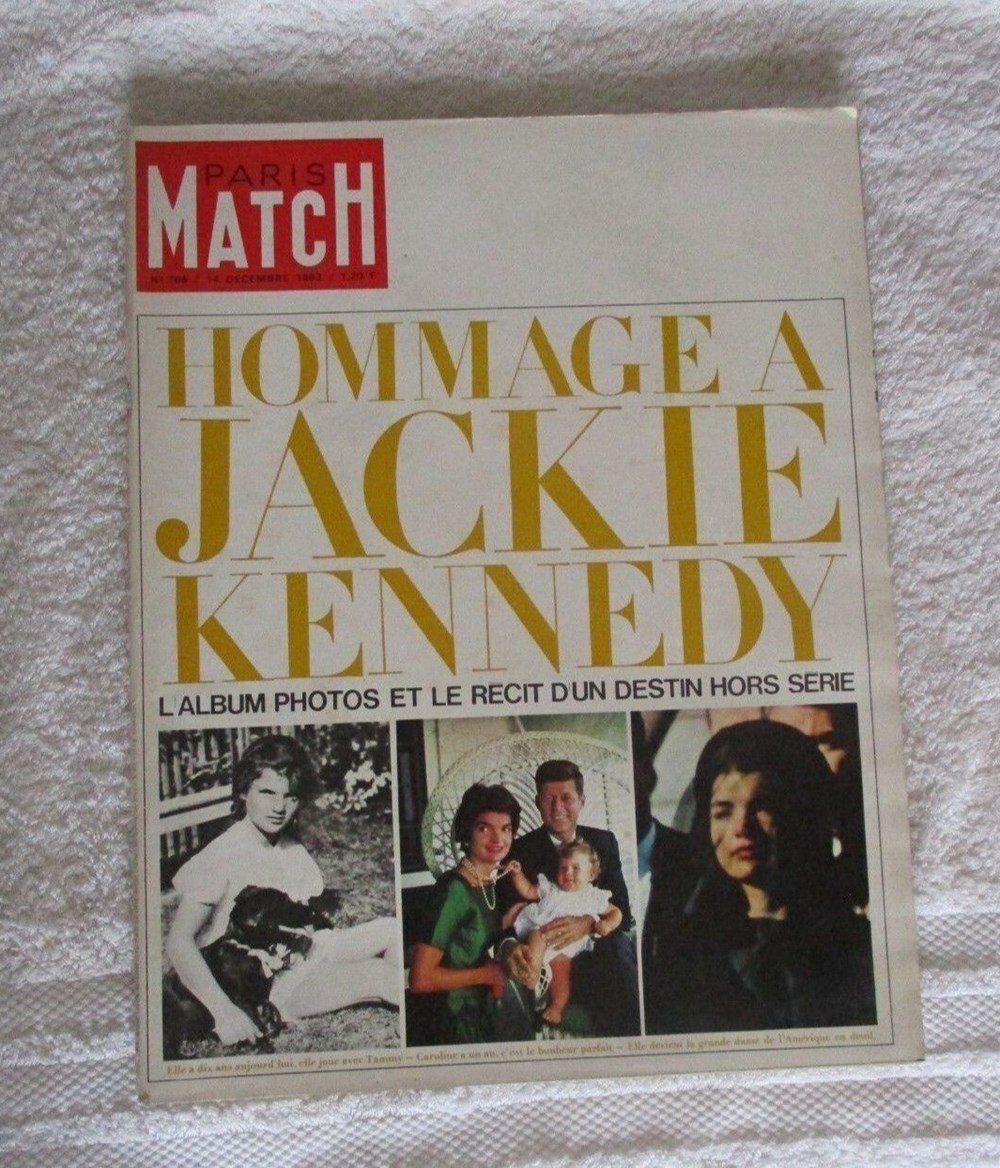 PARIS
MATCH
N° 766 / 14 DECEMBRE 1963 / 1,20 F
HOMMAGE A
JACKIE
KENNEDY
L'ALBUM PHOTOS ET LE RECIT D'UN DESTIN HORS SERIE
Elle a dix ans aujourd'hui, elle joue avec Tammy — Caroline a un an, c'est le bonheur parfait — Elle devient la grande dame de l'Amérique en deuil.